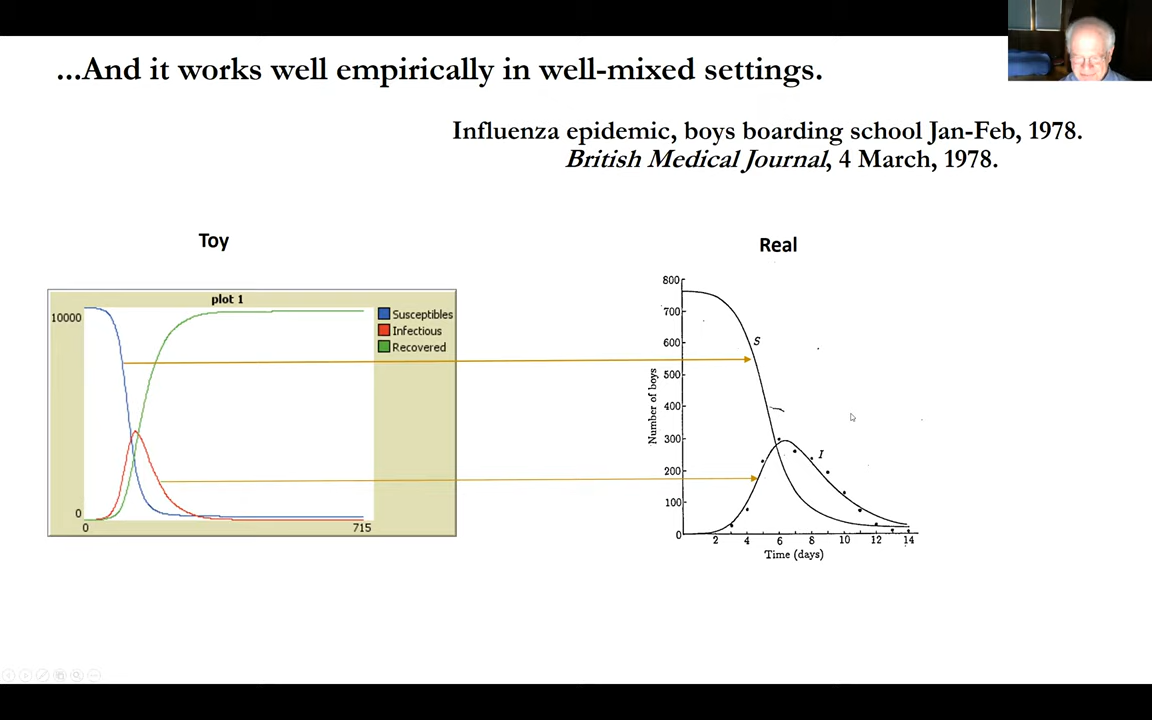 ...And it works well empirically in well-mixed settings.
Influenza epidemic, boys boarding school Jan-Feb, 1978.
British Medical Journal, 4 March, 1978.
Toy
Real
plot 1
10000
0
0
715
Susceptibles
Infectious
Recovered
800
700
600
500
400
300
200
100
0
Number of boys
S
I
2 4 6 8 10 12 14
Time (days)